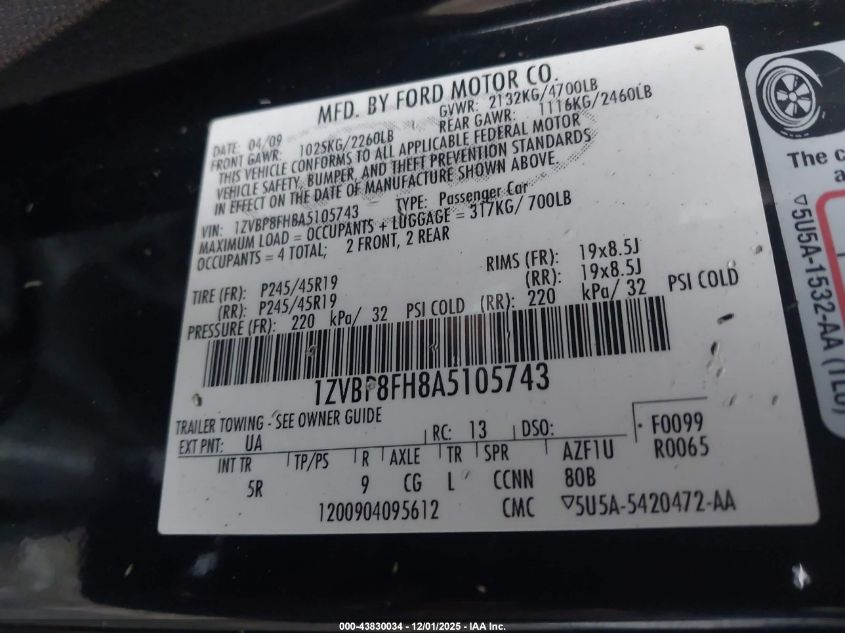 MFD. BY FORD MOTOR CO.
DATE: 04/09 GVWR: 2132KG/4700LB
FRONT GAWR: 1025KG/2260LB REAR GAWR: 1116KG/2460LB
THIS VEHICLE CONFORMS TO ALL APPLICABLE FEDERAL MOTOR
VEHICLE SAFETY, BUMPER, AND THEFT PREVENTION STANDARDS
IN EFFECT ON THE DATE OF MANUFACTURE SHOWN ABOVE.
VIN: 1ZVBP8FH8A5105743 TYPE: Passenger Car
MAXIMUM LOAD = OCCUPANTS + LUGGAGE = 317KG/ 700LB
OCCUPANTS = 4 TOTAL; 2 FRONT, 2 REAR
TIRE (FR): P245/45R19 RIMS (FR): 19x8.5J
(RR): P245/45R19 (RR): 19x8.5J
PRESSURE (FR): 220 kPa/ 32 PSI COLD (RR): 220 kPa/ 32 PSI COLD
1ZVBP8FH8A5105743
TRAILER TOWING - SEE OWNER GUIDE
EXT PNT: UA RC: 13 DSO: F0099
INT TR TP/PS R AXLE TR SPR AZF1U R0065
5R 9 CG L CCNN 80B
1200904095612 CMC ▽5U5A-5420472-AA
The c
a
▽5U5A-1532-AA (TL0)
000-43830034 - 12/01/2025 - IAA Inc.